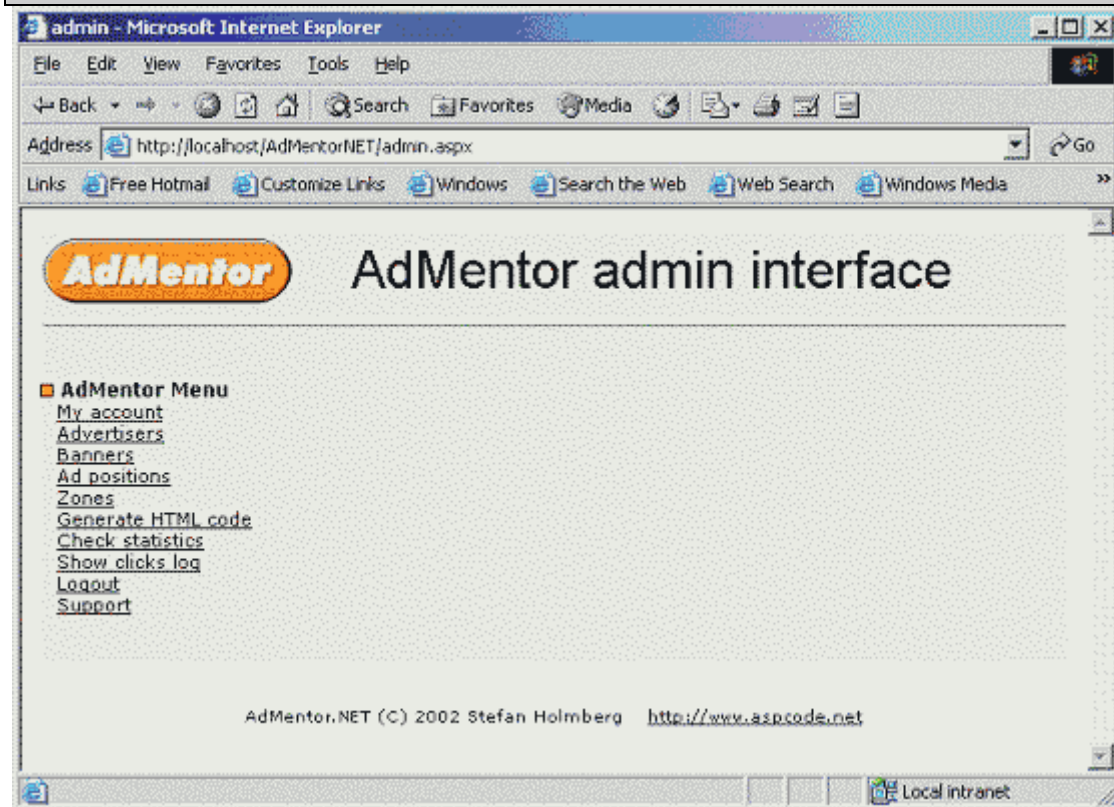 admin - Microsoft Internet Explorer
File Edit View Favorites Tools Help
Back Search Favorites Media
Address http://localhost/AdMentorNET/admin.aspx Go
Links Free Hotmail Customize Links Windows Search the Web Web Search Windows Media »
AdMentor AdMentor admin interface
AdMentor Menu
My account
Advertisers
Banners
Ad positions
Zones
Generate HTML code
Check statistics
Show clicks log
Logout
Support
AdMentor.NET (C) 2002 Stefan Holmberg http://www.aspcode.net
Local intranet